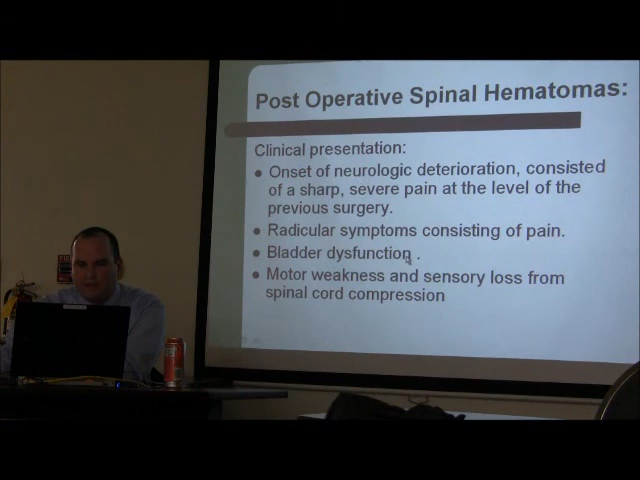 Post Operative Spinal Hematomas:
Clinical presentation:
● Onset of neurologic deterioration, consisted
of a sharp, severe pain at the level of the
previous surgery.
● Radicular symptoms consisting of pain.
● Bladder dysfunction .
● Motor weakness and sensory loss from
spinal cord compression